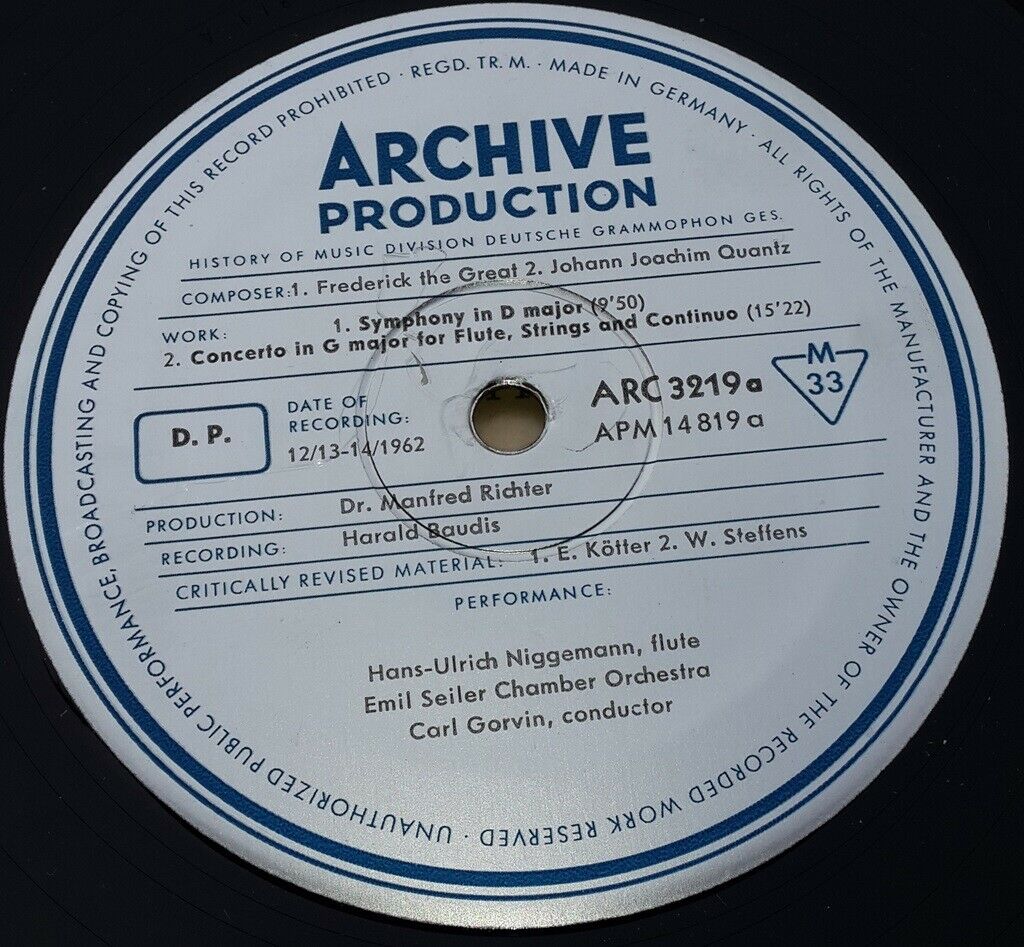 UNAUTHORIZED PUBLIC PERFORMANCE, BROADCASTING AND COPYING OF THIS RECORD PROHIBITED · REGD. TR. M. · MADE IN GERMANY · ALL RIGHTS OF THE MANUFACTURER AND THE OWNER OF THE RECORDED WORK RESERVED ·
ARCHIVE
PRODUCTION
HISTORY OF MUSIC DIVISION DEUTSCHE GRAMMOPHON GES.
COMPOSER: 1. Frederick the Great 2. Johann Joachim Quantz
WORK: 1. Symphony in D major (9'50)
2. Concerto in G major for Flute, Strings and Continuo (15'22)
D. P.
DATE OF
RECORDING:
12/13-14/1962
ARC 3219 a
APM 14 819 a
M
33
PRODUCTION: Dr. Manfred Richter
RECORDING: Harald Baudis
CRITICALLY REVISED MATERIAL: 1. E. Kötter 2. W. Steffens
PERFORMANCE:
Hans-Ulrich Niggemann, flute
Emil Seiler Chamber Orchestra
Carl Gorvin, conductor